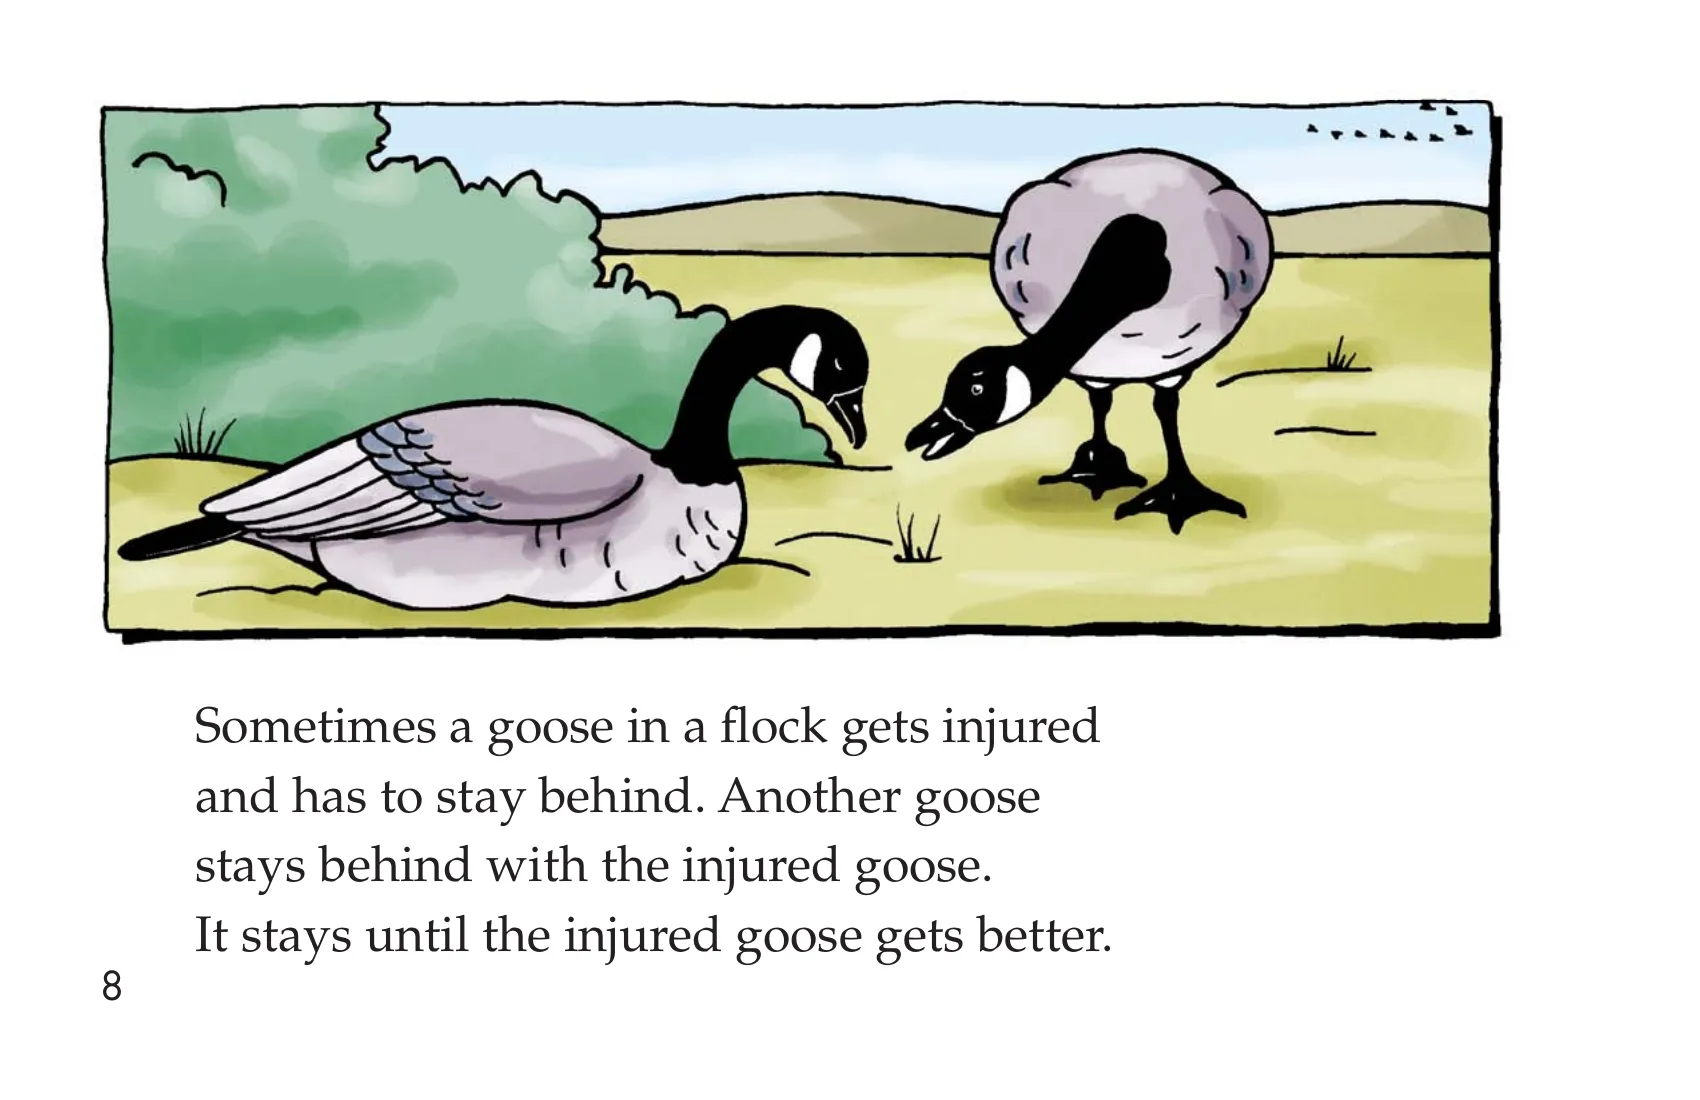 Sometimes a goose in a flock gets injured
and has to stay behind. Another goose
stays behind with the injured goose.
It stays until the injured goose gets better.
8